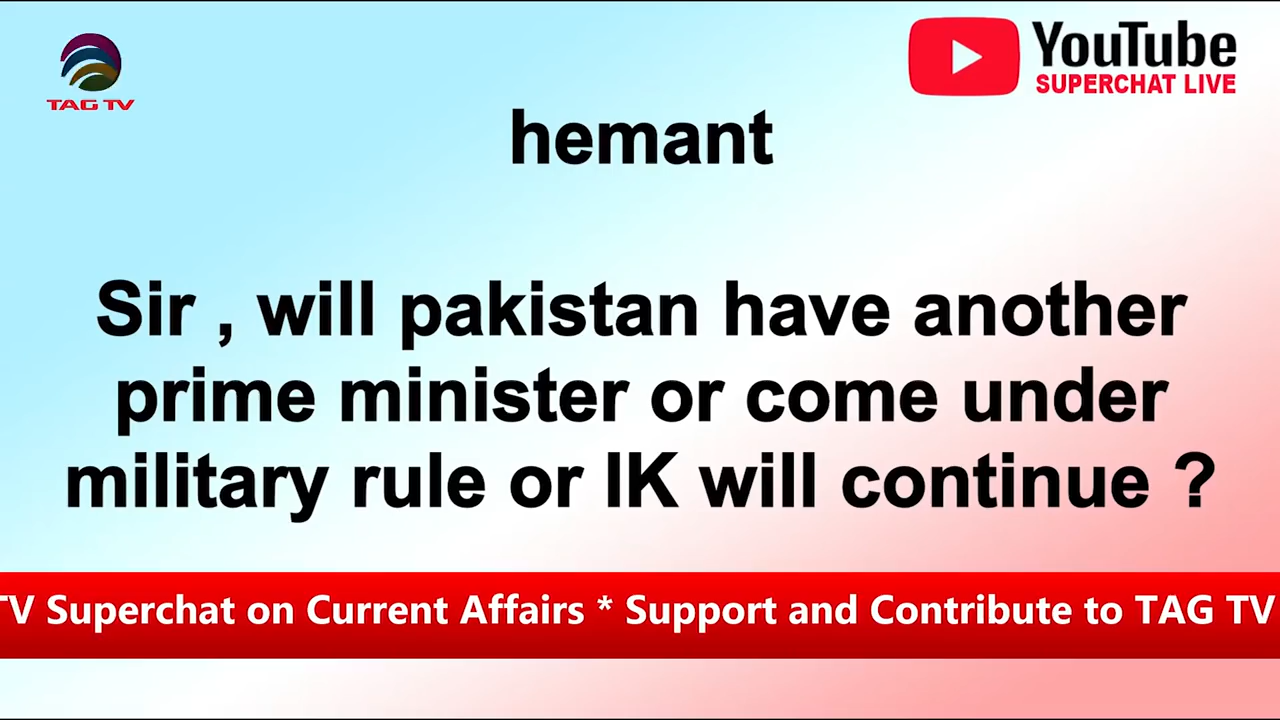 TAG TV
YouTube
SUPERCHAT LIVE
hemant
Sir , will pakistan have another
prime minister or come under
military rule or IK will continue ?
TV Superchat on Current Affairs * Support and Contribute to TAG TV